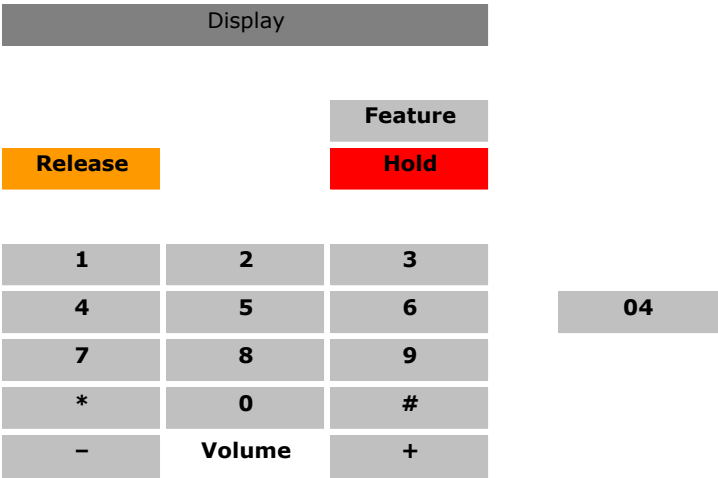 Display
Feature
Release Hold
1 2 3
4 5 6 04
7 8 9
* 0 #
– Volume +